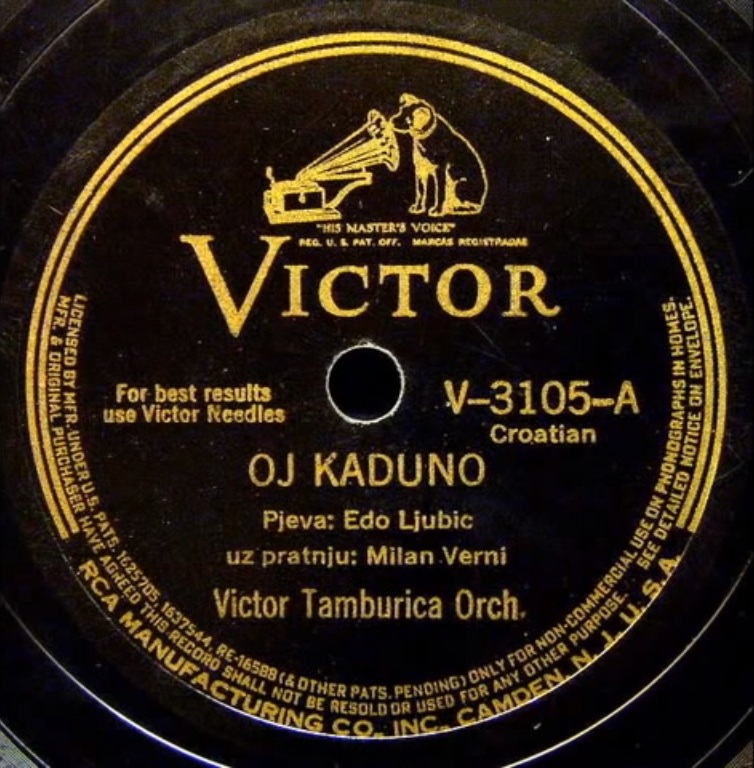 "HIS MASTER'S VOICE"
REG. U. S. PAT. OFF. MARCAS REGISTRADAS
VICTOR
For best results
use Victor Needles
V-3105-A
Croatian
OJ KADUNO
Pjeva: Edo Ljubic
uz pratnju: Milan Verni
Victor Tamburica Orch.
LICENSED BY MFR. UNDER U.S. PATS. 1625705, 1637544, RE-16588 (& OTHER PATS. PENDING) ONLY FOR NON-COMMERCIAL USE ON PHONOGRAPHS IN HOMES.
MFR. & ORIGINAL PURCHASER HAVE AGREED THIS RECORD SHALL NOT BE RESOLD OR USED FOR ANY OTHER PURPOSE. SEE DETAILED NOTICE ON ENVELOPE.
RCA MANUFACTURING CO., INC., CAMDEN, N. J., U. S. A.